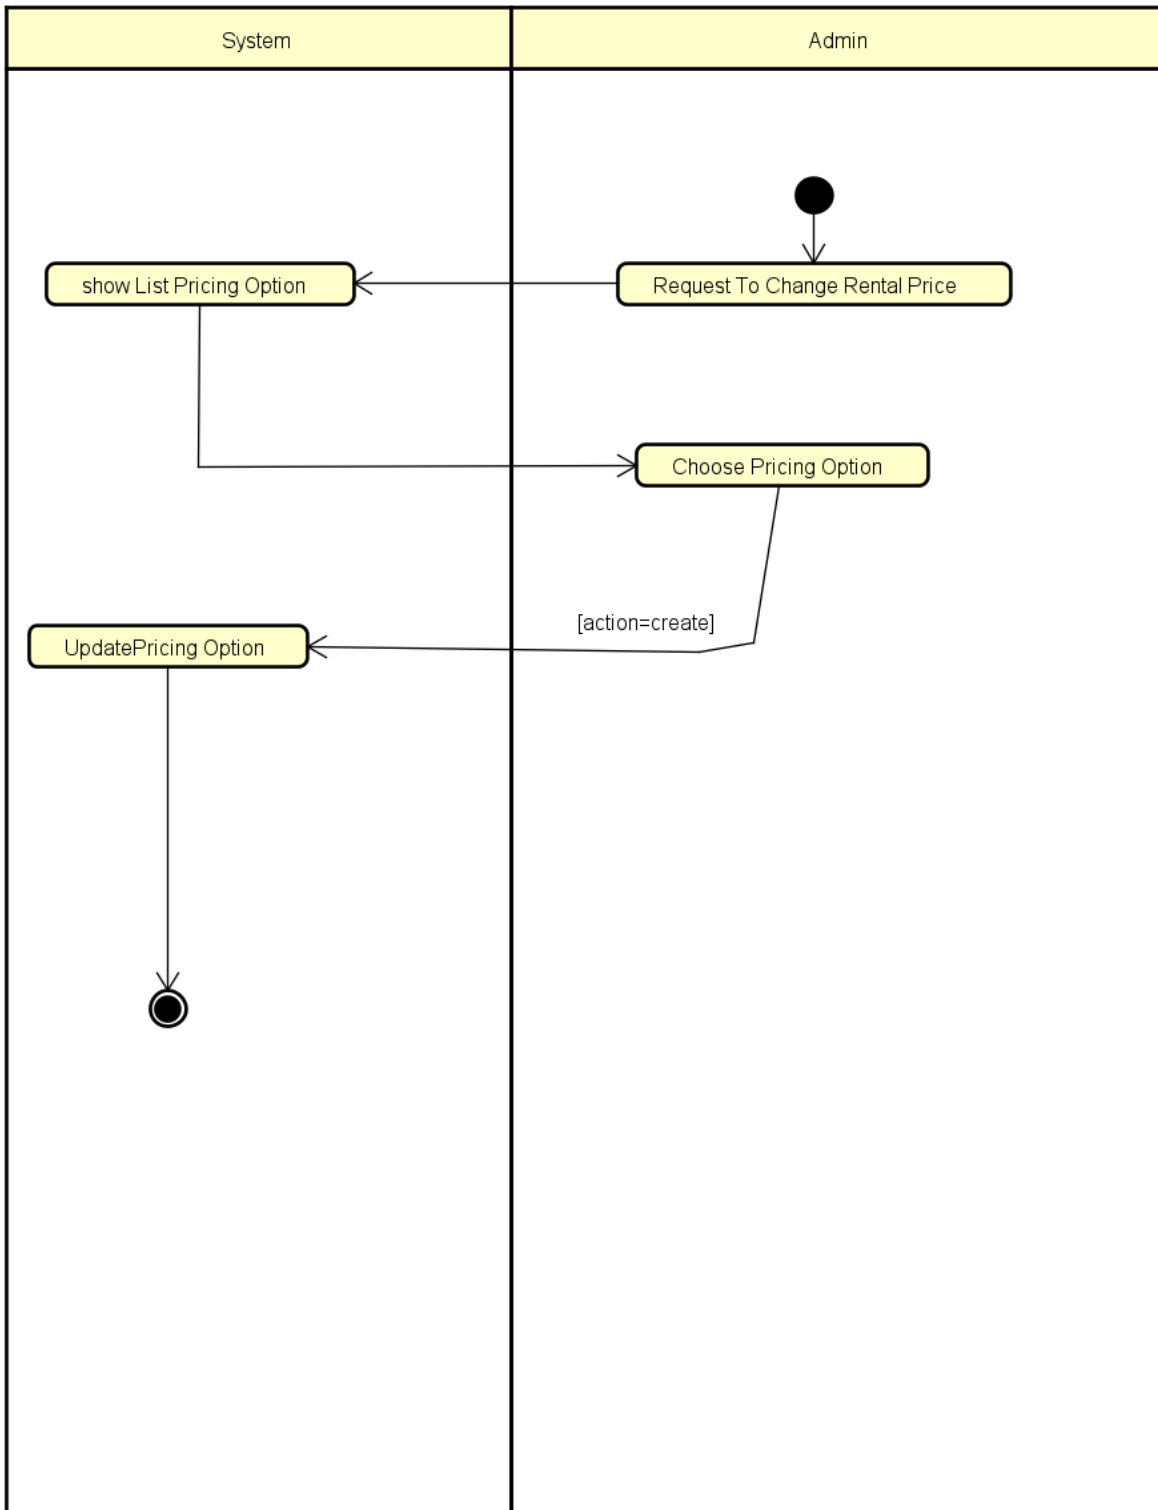 System
Admin
show List Pricing Option
Request To Change Rental Price
Choose Pricing Option
[action=create]
UpdatePricing Option